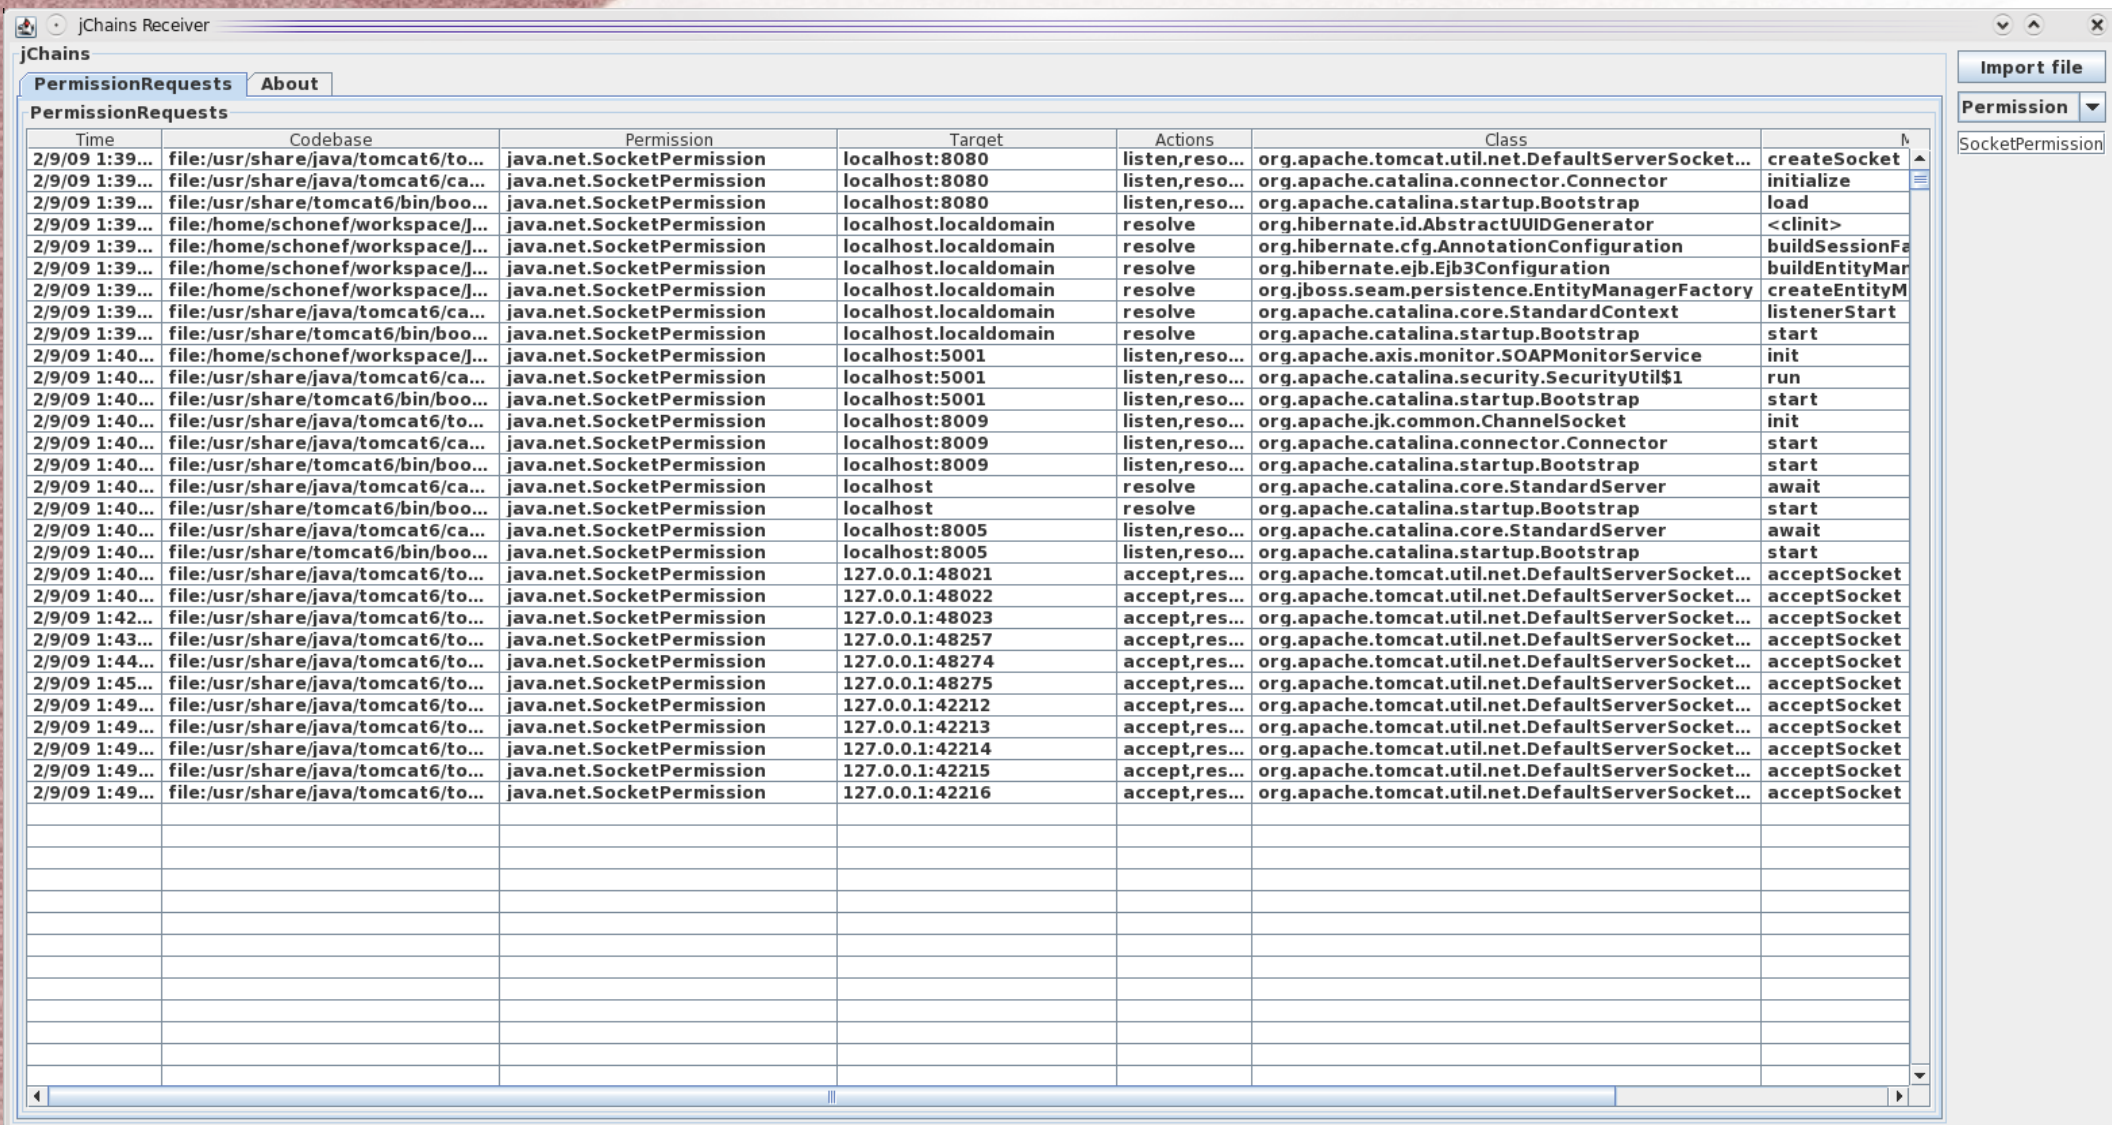 jChains Receiver
jChains
Import file
PermissionRequests About
Permission
PermissionRequests
SocketPermission
Time Codebase Permission Target Actions Class
2/9/09 1:39... file:/usr/share/java/tomcat6/to... java.net.SocketPermission localhost:8080 listen,reso... org.apache.tomcat.util.net.DefaultServerSocket... createSocket
2/9/09 1:39... file:/usr/share/java/tomcat6/ca... java.net.SocketPermission localhost:8080 listen,reso... org.apache.catalina.connector.Connector initialize
2/9/09 1:39... file:/usr/share/tomcat6/bin/boo... java.net.SocketPermission localhost:8080 listen,reso... org.apache.catalina.startup.Bootstrap load
2/9/09 1:39... file:/home/schonef/workspace/J... java.net.SocketPermission localhost.localdomain resolve org.hibernate.id.AbstractUUIDGenerator <clinit>
2/9/09 1:39... file:/home/schonef/workspace/J... java.net.SocketPermission localhost.localdomain resolve org.hibernate.cfg.AnnotationConfiguration buildSessionFa
2/9/09 1:39... file:/home/schonef/workspace/J... java.net.SocketPermission localhost.localdomain resolve org.hibernate.ejb.Ejb3Configuration buildEntityMan
2/9/09 1:39... file:/home/schonef/workspace/J... java.net.SocketPermission localhost.localdomain resolve org.jboss.seam.persistence.EntityManagerFactory createEntityM
2/9/09 1:39... file:/usr/share/java/tomcat6/ca... java.net.SocketPermission localhost.localdomain resolve org.apache.catalina.core.StandardContext listenerStart
2/9/09 1:39... file:/usr/share/tomcat6/bin/boo... java.net.SocketPermission localhost.localdomain resolve org.apache.catalina.startup.Bootstrap start
2/9/09 1:40... file:/home/schonef/workspace/J... java.net.SocketPermission localhost:5001 listen,reso... org.apache.axis.monitor.SOAPMonitorService init
2/9/09 1:40... file:/usr/share/java/tomcat6/ca... java.net.SocketPermission localhost:5001 listen,reso... org.apache.catalina.security.SecurityUtil$1 run
2/9/09 1:40... file:/usr/share/tomcat6/bin/boo... java.net.SocketPermission localhost:5001 listen,reso... org.apache.catalina.startup.Bootstrap start
2/9/09 1:40... file:/usr/share/java/tomcat6/to... java.net.SocketPermission localhost:8009 listen,reso... org.apache.jk.common.ChannelSocket init
2/9/09 1:40... file:/usr/share/java/tomcat6/ca... java.net.SocketPermission localhost:8009 listen,reso... org.apache.catalina.connector.Connector start
2/9/09 1:40... file:/usr/share/tomcat6/bin/boo... java.net.SocketPermission localhost:8009 listen,reso... org.apache.catalina.startup.Bootstrap start
2/9/09 1:40... file:/usr/share/java/tomcat6/ca... java.net.SocketPermission localhost resolve org.apache.catalina.core.StandardServer await
2/9/09 1:40... file:/usr/share/tomcat6/bin/boo... java.net.SocketPermission localhost resolve org.apache.catalina.startup.Bootstrap start
2/9/09 1:40... file:/usr/share/java/tomcat6/ca... java.net.SocketPermission localhost:8005 listen,reso... org.apache.catalina.core.StandardServer await
2/9/09 1:40... file:/usr/share/tomcat6/bin/boo... java.net.SocketPermission localhost:8005 listen,reso... org.apache.catalina.startup.Bootstrap start
2/9/09 1:40... file:/usr/share/java/tomcat6/to... java.net.SocketPermission 127.0.0.1:48021 accept,res... org.apache.tomcat.util.net.DefaultServerSocket... acceptSocket
2/9/09 1:40... file:/usr/share/java/tomcat6/to... java.net.SocketPermission 127.0.0.1:48022 accept,res... org.apache.tomcat.util.net.DefaultServerSocket... acceptSocket
2/9/09 1:42... file:/usr/share/java/tomcat6/to... java.net.SocketPermission 127.0.0.1:48023 accept,res... org.apache.tomcat.util.net.DefaultServerSocket... acceptSocket
2/9/09 1:43... file:/usr/share/java/tomcat6/to... java.net.SocketPermission 127.0.0.1:48257 accept,res... org.apache.tomcat.util.net.DefaultServerSocket... acceptSocket
2/9/09 1:44... file:/usr/share/java/tomcat6/to... java.net.SocketPermission 127.0.0.1:48274 accept,res... org.apache.tomcat.util.net.DefaultServerSocket... acceptSocket
2/9/09 1:45... file:/usr/share/java/tomcat6/to... java.net.SocketPermission 127.0.0.1:48275 accept,res... org.apache.tomcat.util.net.DefaultServerSocket... acceptSocket
2/9/09 1:49... file:/usr/share/java/tomcat6/to... java.net.SocketPermission 127.0.0.1:42212 accept,res... org.apache.tomcat.util.net.DefaultServerSocket... acceptSocket
2/9/09 1:49... file:/usr/share/java/tomcat6/to... java.net.SocketPermission 127.0.0.1:42213 accept,res... org.apache.tomcat.util.net.DefaultServerSocket... acceptSocket
2/9/09 1:49... file:/usr/share/java/tomcat6/to... java.net.SocketPermission 127.0.0.1:42214 accept,res... org.apache.tomcat.util.net.DefaultServerSocket... acceptSocket
2/9/09 1:49... file:/usr/share/java/tomcat6/to... java.net.SocketPermission 127.0.0.1:42215 accept,res... org.apache.tomcat.util.net.DefaultServerSocket... acceptSocket
2/9/09 1:49... file:/usr/share/java/tomcat6/to... java.net.SocketPermission 127.0.0.1:42216 accept,res... org.apache.tomcat.util.net.DefaultServerSocket... acceptSocket